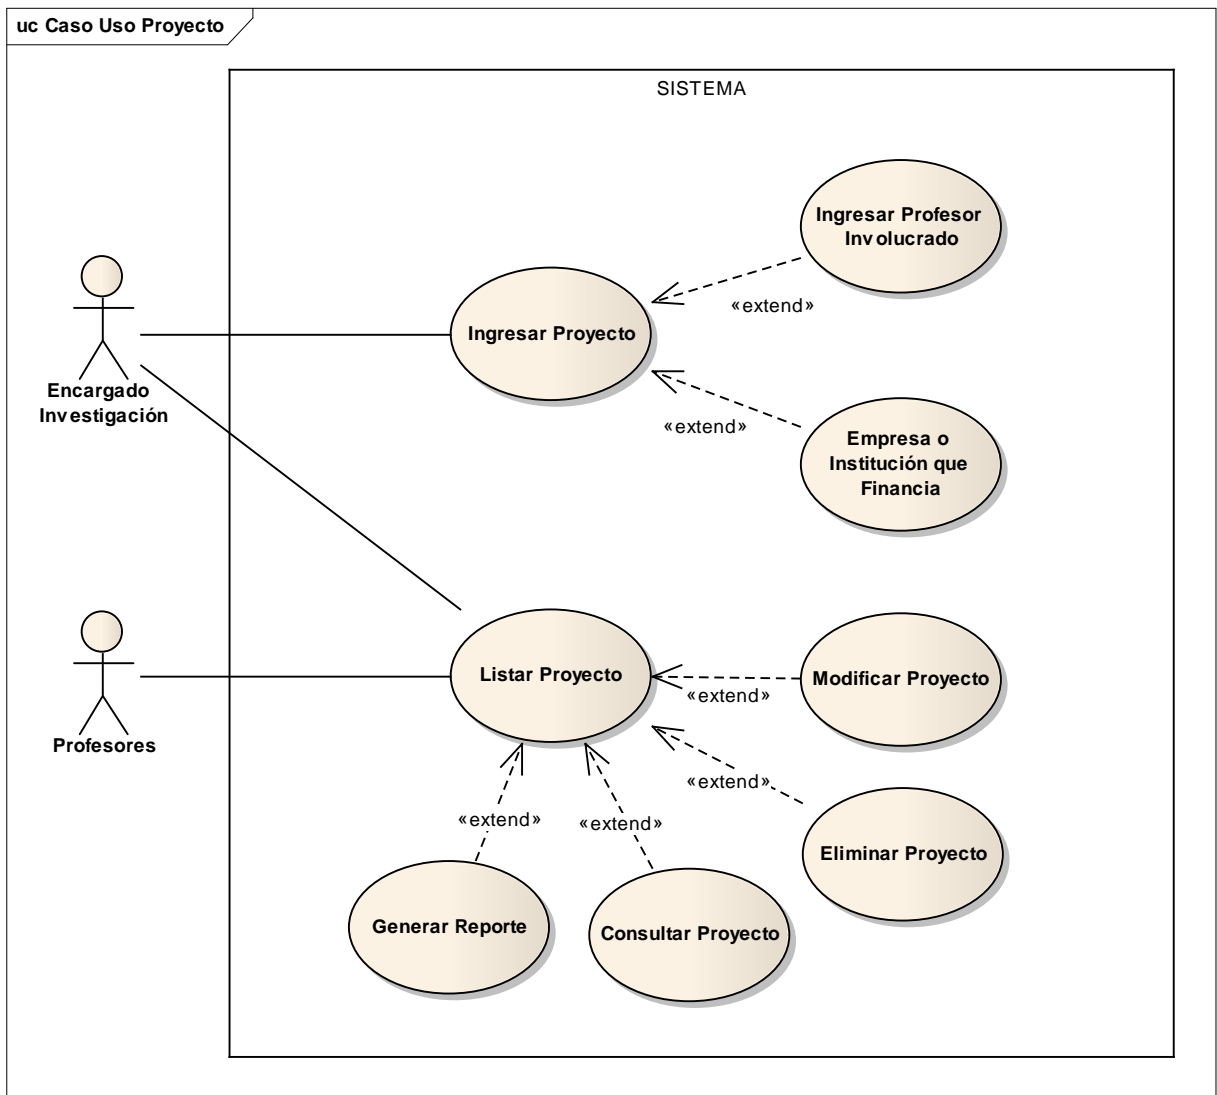 uc Caso Uso Proyecto
SISTEMA
Ingresar Profesor
Involucrado
«extend»
Ingresar Proyecto
Encargado
Investigación
«extend»
Empresa o
Institución que
Financia
Listar Proyecto
Modificar Proyecto
«extend»
Profesores
«extend»
«extend»
«extend»
Eliminar Proyecto
Generar Reporte
Consultar Proyecto